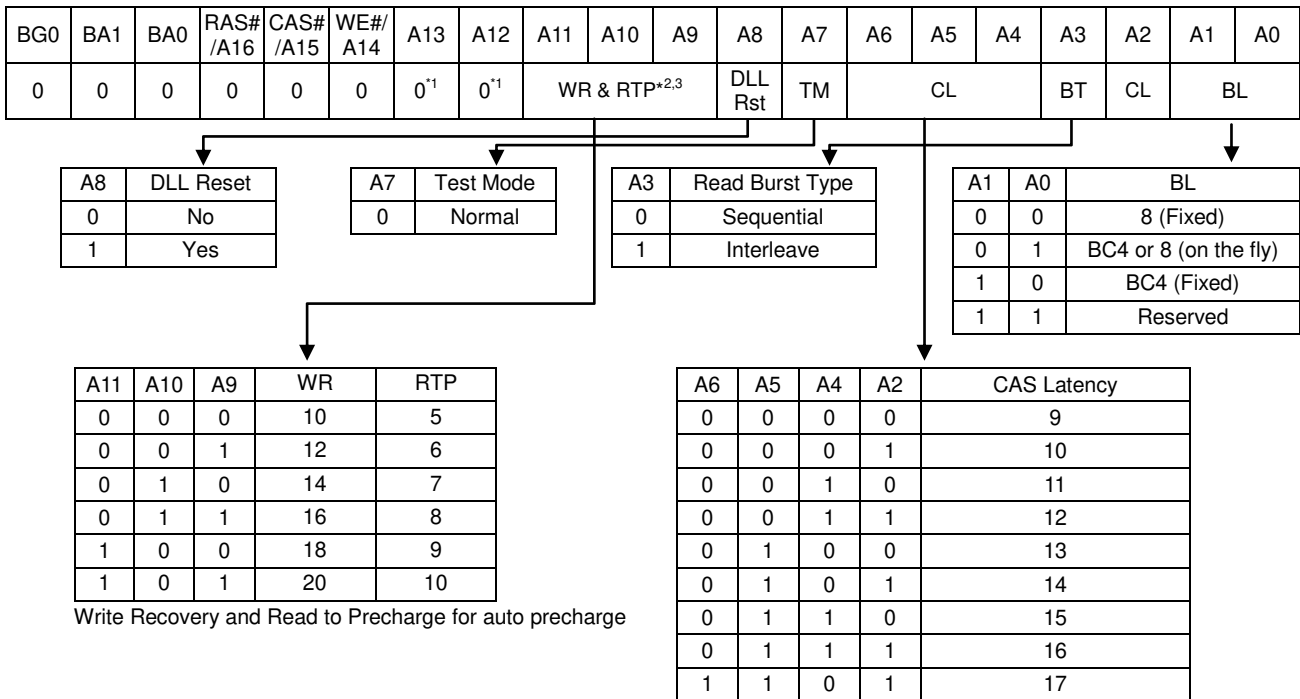 BG0 BA1 BA0 RAS# /A16 CAS# /A15 WE#/ A14 A13 A12 A11 A10 A9 A8 A7 A6 A5 A4 A3 A2 A1 A0
0 0 0 0 0 0 0*1 0*1 WR & RTP*2,3 DLL Rst TM CL BT CL BL
A8 DLL Reset
0 No
1 Yes
A7 Test Mode
0 Normal
A3 Read Burst Type
0 Sequential
1 Interleave
A1 A0 BL
0 0 8 (Fixed)
0 1 BC4 or 8 (on the fly)
1 0 BC4 (Fixed)
1 1 Reserved
A11 A10 A9 WR RTP
0 0 0 10 5
0 0 1 12 6
0 1 0 14 7
0 1 1 16 8
1 0 0 18 9
1 0 1 20 10
Write Recovery and Read to Precharge for auto precharge
A6 A5 A4 A2 CAS Latency
0 0 0 0 9
0 0 0 1 10
0 0 1 0 11
0 0 1 1 12
0 1 0 0 13
0 1 0 1 14
0 1 1 0 15
0 1 1 1 16
1 1 0 1 17